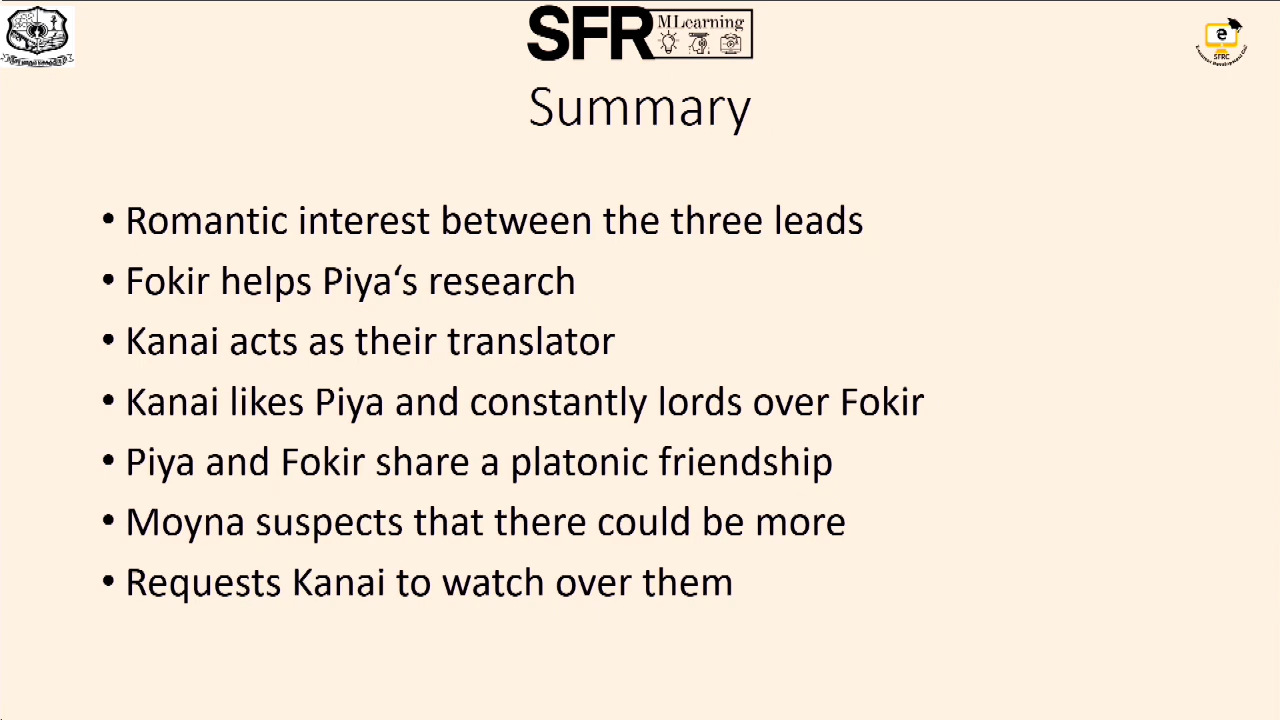 SFR MLearning
e
SFRC
Summary
• Romantic interest between the three leads
• Fokir helps Piya‘s research
• Kanai acts as their translator
• Kanai likes Piya and constantly lords over Fokir
• Piya and Fokir share a platonic friendship
• Moyna suspects that there could be more
• Requests Kanai to watch over them